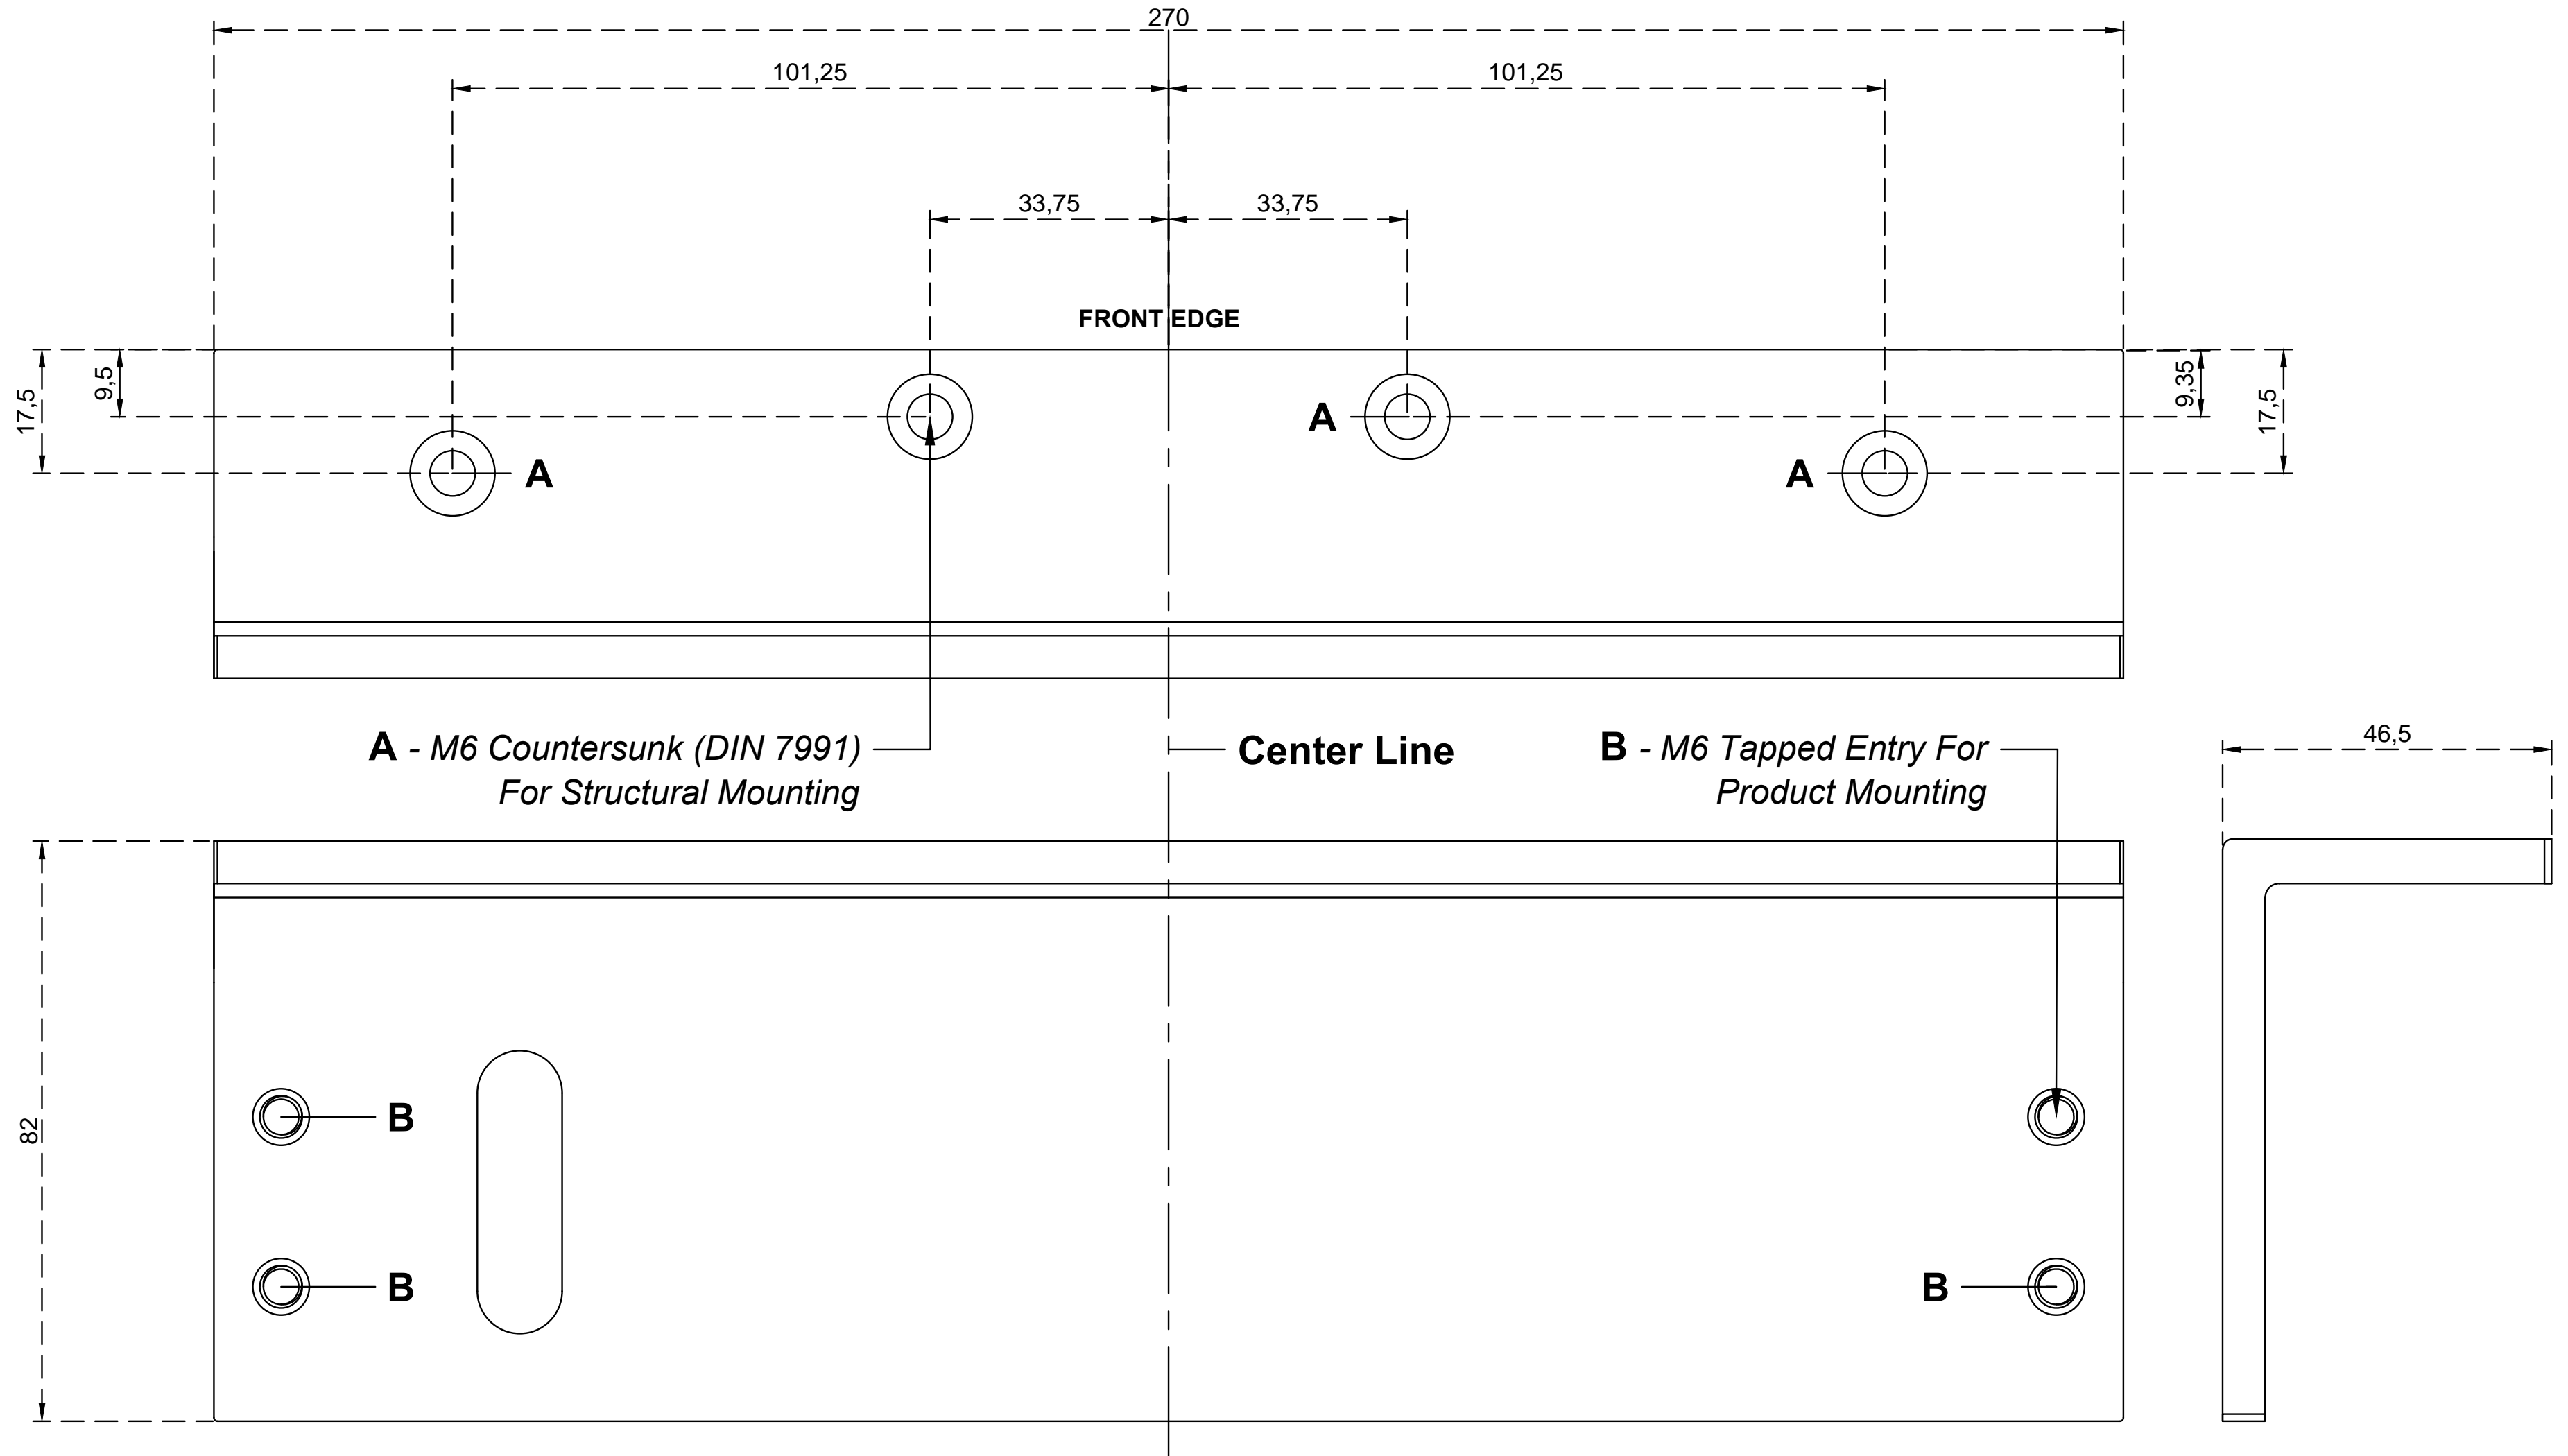 270
101,25
101,25
33,75
33,75
FRONT EDGE
17,5
9,5
9,35
17,5
A
A
A
A - M6 Countersunk (DIN 7991)
For Structural Mounting
Center Line
B - M6 Tapped Entry For
Product Mounting
46,5
82
B
B
B